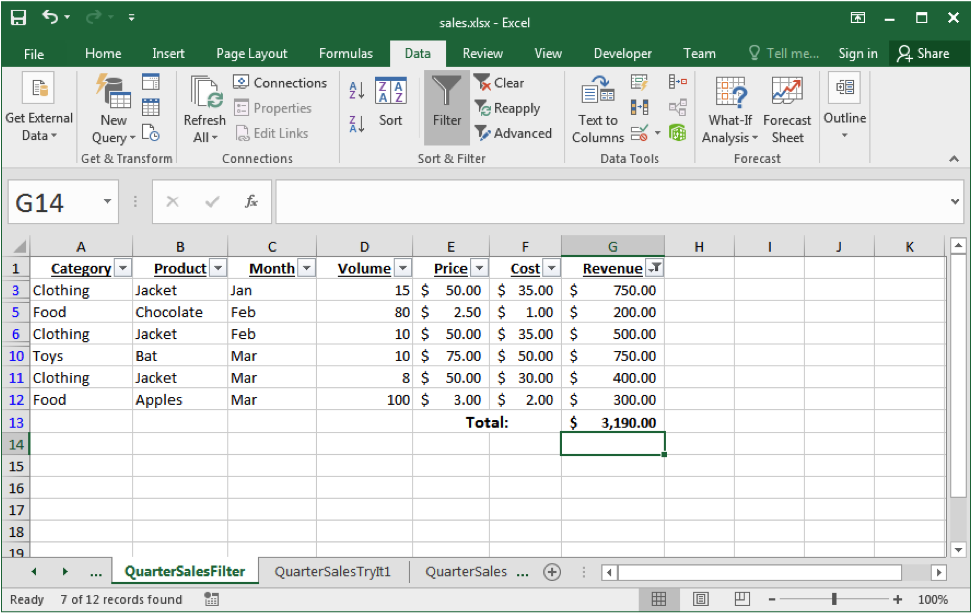 sales.xlsx - Excel
File Home Insert Page Layout Formulas Data Review View Developer Team Tell me... Sign in Share
Get External Data
New Query
Get & Transform
Refresh All
Connections
Properties
Edit Links
Connections
A Z
Z A
Z A A Z
Sort
Filter
Clear
Reapply
Advanced
Sort & Filter
Text to Columns
Data Tools
What-If Analysis
Forecast Sheet
Forecast
Outline
G14 fx
A B C D E F G H I J K
1 Category Product Month Volume Price Cost Revenue
3 Clothing Jacket Jan 15 $ 50.00 $ 35.00 $ 750.00
5 Food Chocolate Feb 80 $ 2.50 $ 1.00 $ 200.00
6 Clothing Jacket Feb 10 $ 50.00 $ 35.00 $ 500.00
10 Toys Bat Mar 10 $ 75.00 $ 50.00 $ 750.00
11 Clothing Jacket Mar 8 $ 50.00 $ 30.00 $ 400.00
12 Food Apples Mar 100 $ 3.00 $ 2.00 $ 300.00
13 Total: $ 3,190.00
14
15
16
17
18
19
... QuarterSalesFilter QuarterSalesTryIt1 QuarterSales ...
Ready 7 of 12 records found 100%